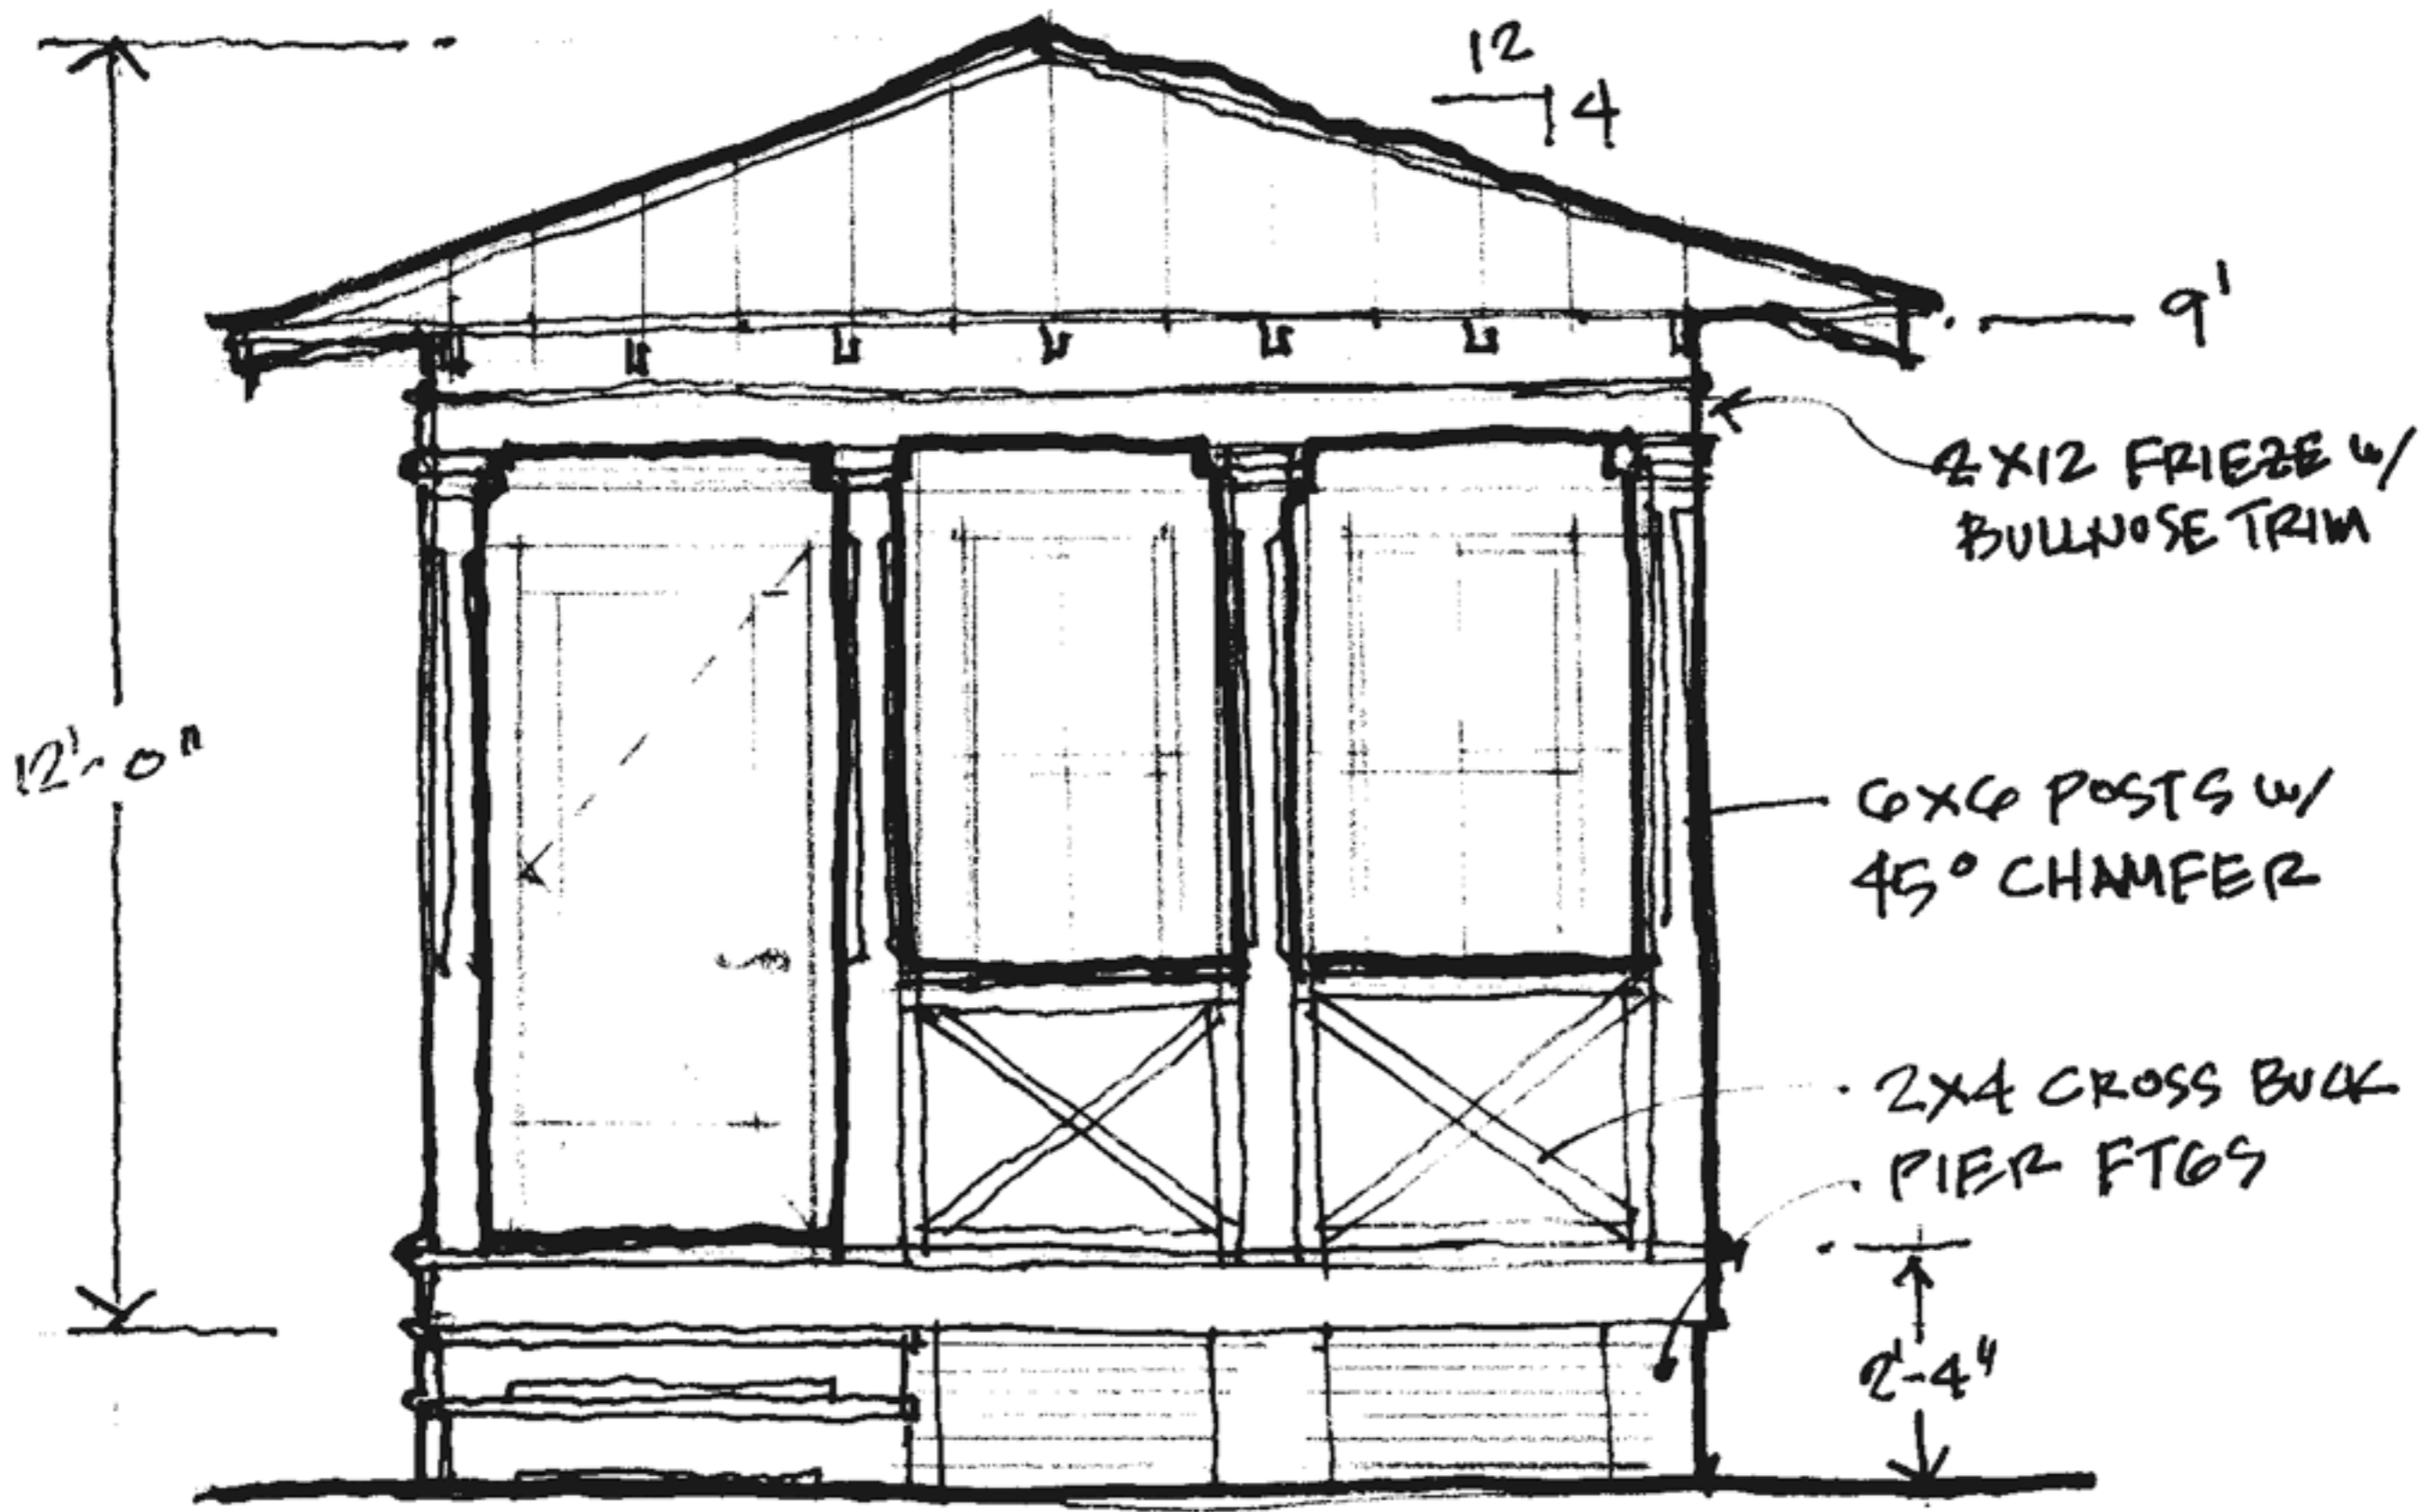 12
4
9'
2X12 FRIEZE W/
BULLNOSE TRIM
12'-0"
6X6 POSTS W/
45° CHAMFER
2X4 CROSS BUCK
PIER FTGS
2'-4"